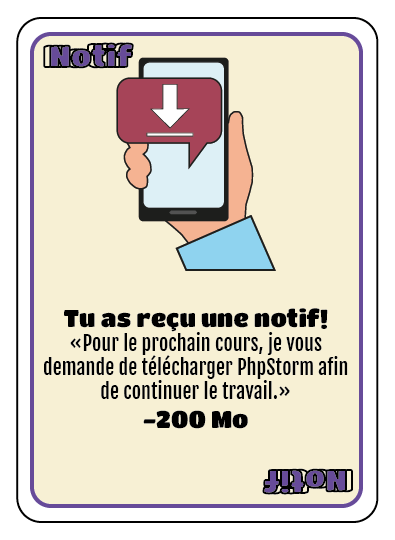 Notif
Tu as reçu une notif!
«Pour le prochain cours, je vous
demande de télécharger PhpStorm afin
de continuer le travail.»
-200 Mo
Notif